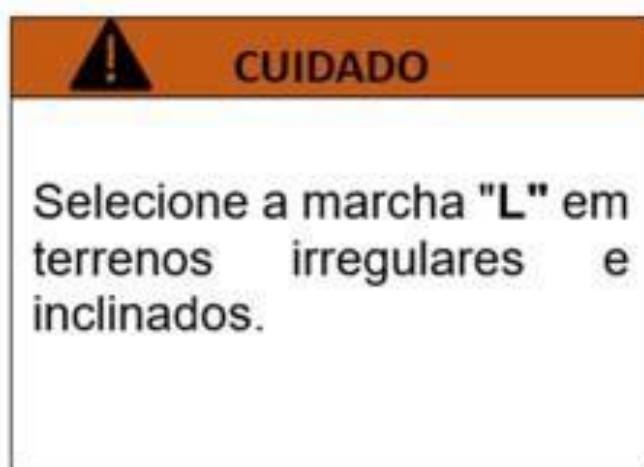 CUIDADO
Selecione a marcha "L" em
terrenos irregulares e
inclinados.